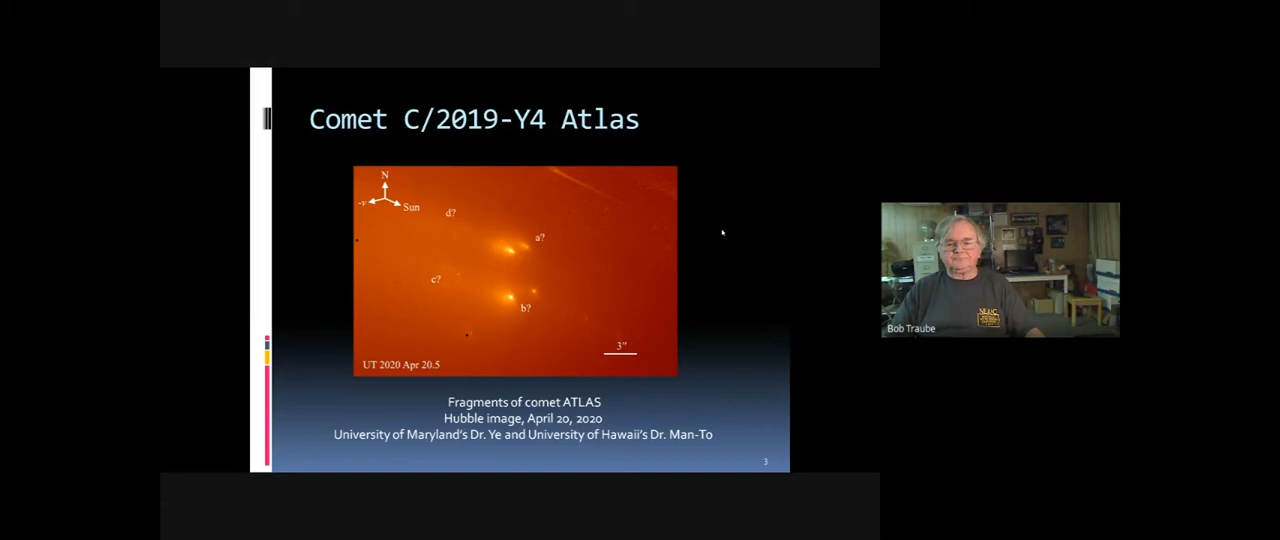 Comet C/2019-Y4 Atlas
N
-v
Sun
d?
a?
c?
b?
3"
UT 2020 Apr 20.5
Fragments of comet ATLAS
Hubble image, April 20, 2020
University of Maryland's Dr. Ye and University of Hawaii's Dr. Man-To
3
Bob Traube